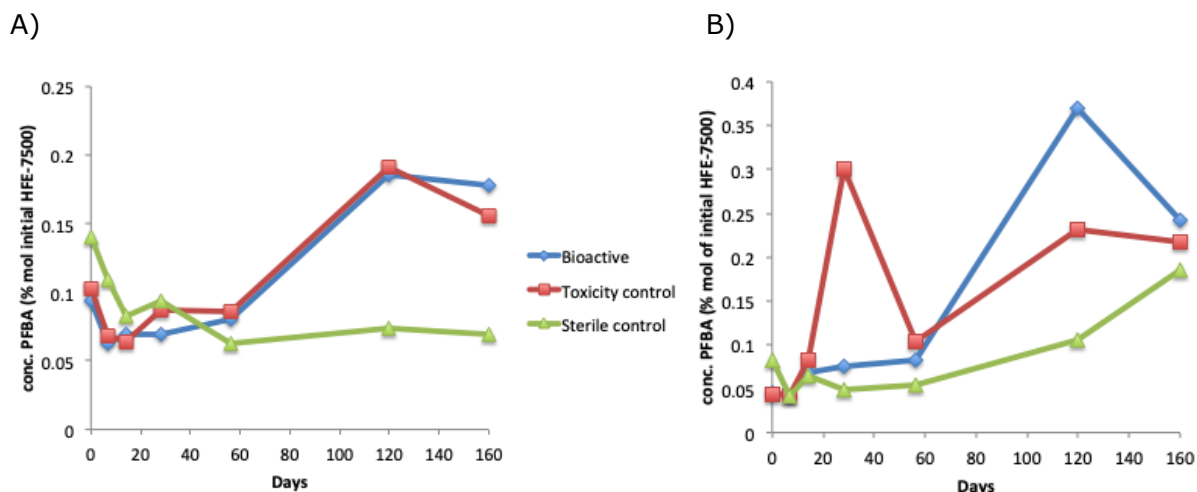 A)
B)
conc. PFBA (% mol initial HFE-7500)
0.25
0.2
0.15
0.1
0.05
0
0 20 40 60 80 100 120 140 160
Days
Bioactive
Toxicity control
Sterile control
conc. PFBA (% mol of initial HFE-7500)
0.4
0.35
0.3
0.25
0.2
0.15
0.1
0.05
0
0 20 40 60 80 100 120 140 160
Days